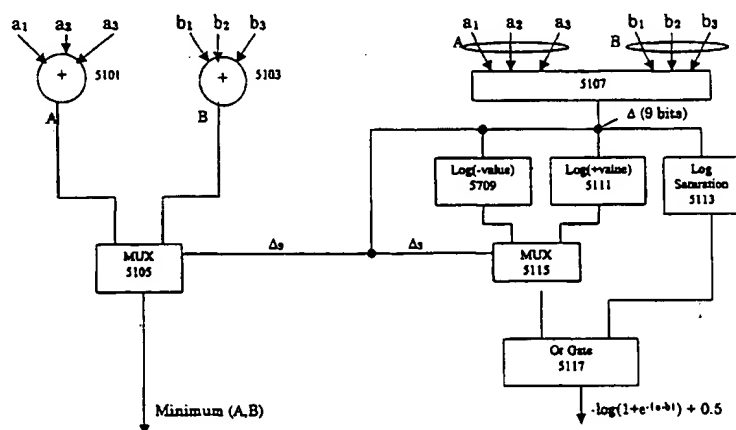 a₁ a₂ a₃
+
5101
A
b₁ b₂ b₃
+
5103
B
a₁ a₂ a₃
A
b₁ b₂ b₃
B
5107
Δ (9 bits)
Log(-value)
5709
Log(+value)
5111
Log
Saturation
5113
MUX
5105
Δ₉
MUX
5115
Or Gate
5117
Minimum (A,B)
-log(1+e
+ 0.5